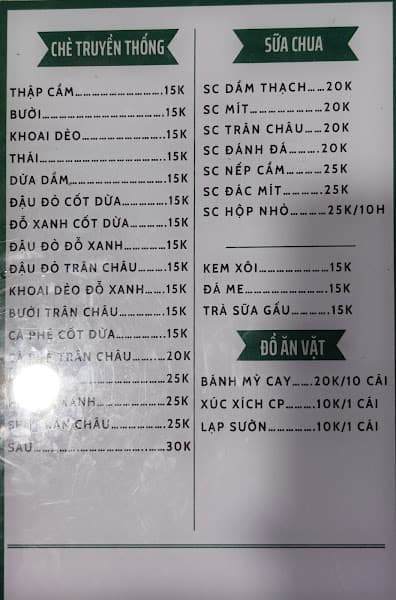 CHÈ TRUYỀN THỐNG
THẬP CẨM........................15K
BƯỞI..............................15K
KHOAI DẺO......................15K
THÁI..............................15K
DỪA DẦM........................15K
ĐẬU ĐỎ CỐT DỪA............15K
ĐỖ XANH CỐT DỪA..........15K
ĐẬU ĐỎ ĐỖ XANH............15K
ĐẬU ĐỎ TRÂN CHÂU........15K
KHOAI DẺO ĐỖ XANH......15K
BƯỞI TRÂN CHÂU............15K
CÀ PHÊ CỐT DỪA............15K
CÀ PHÊ TRÂN CHÂU........20K
25K
XANH............25K
TRÂN CHÂU............25K
SẦU..............................30K
SỮA CHUA
SC DẦM THẠCH......20K
SC MÍT..................20K
SC TRÂN CHÂU......20K
SC ĐÁNH ĐÁ.........20K
SC NẾP CẨM.........25K
SC ĐÁC MÍT............25K
SC HỘP NHỎ............25K/10H
KEM XÔI..................15K
ĐÁ ME....................15K
TRÀ SỮA GẤU............15K
ĐỒ ĂN VẶT
BÁNH MỲ CAY.......20K/10 CÁI
XÚC XÍCH CP.........10K/1 CÁI
LẠP SƯỜN...............10K/1 CÁI